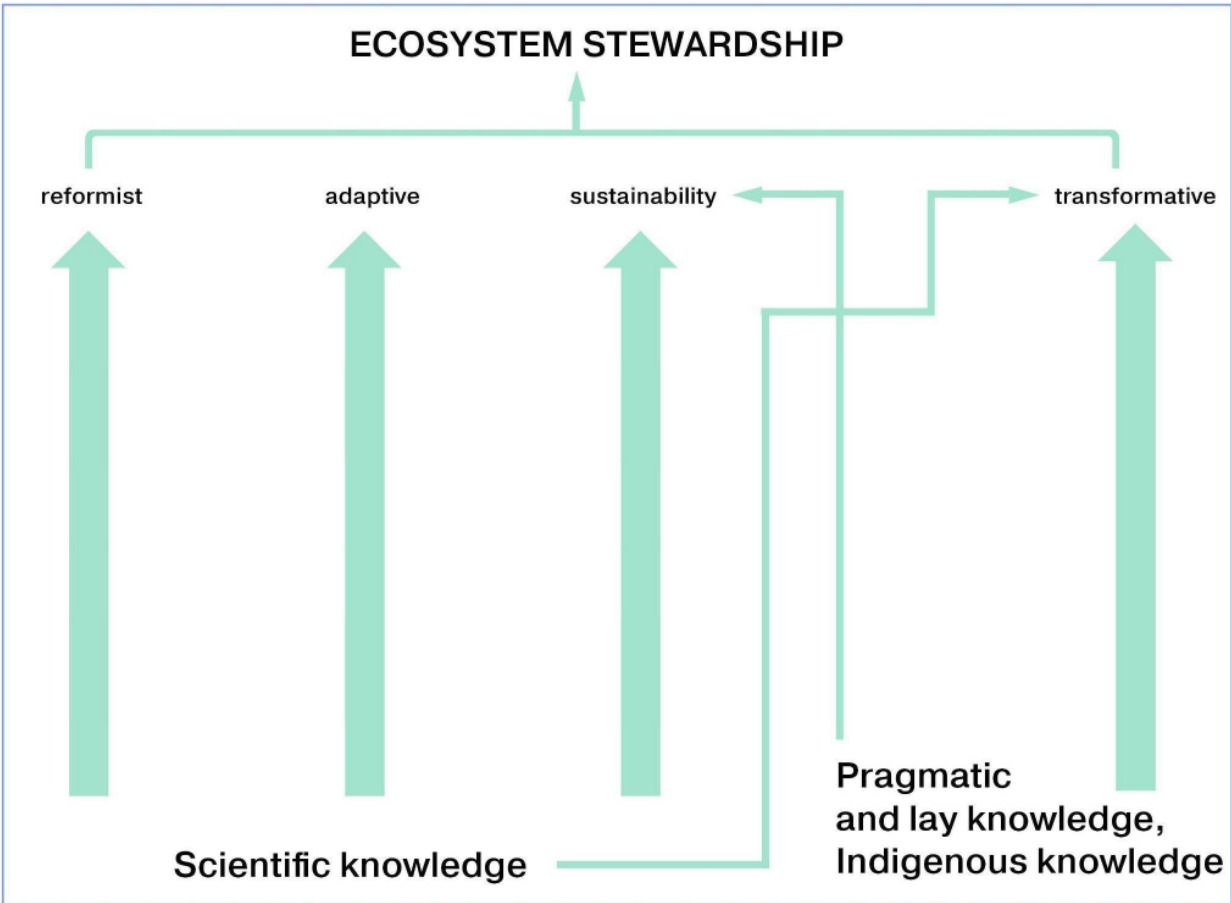 ECOSYSTEM STEWARDSHIP
reformist
adaptive
sustainability
transformative
Pragmatic
and lay knowledge,
Indigenous knowledge
Scientific knowledge